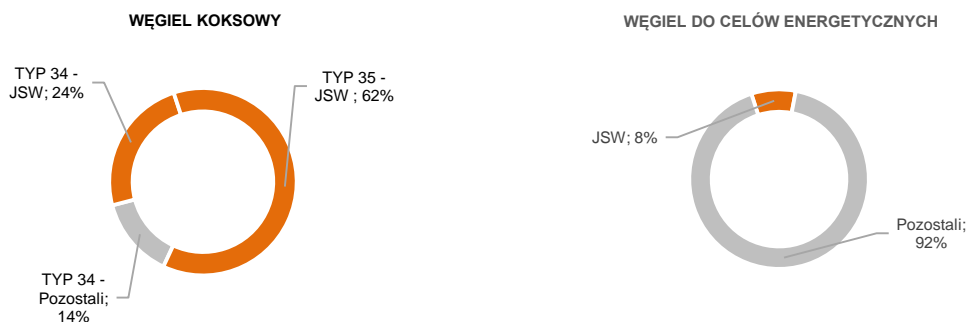 WĘGIEL KOKSOWY
TYP 34 -
JSW; 24%
TYP 35 -
JSW ; 62%
TYP 34 -
Pozostali;
14%
WĘGIEL DO CELÓW ENERGETYCZNYCH
JSW; 8%
Pozostali;
92%